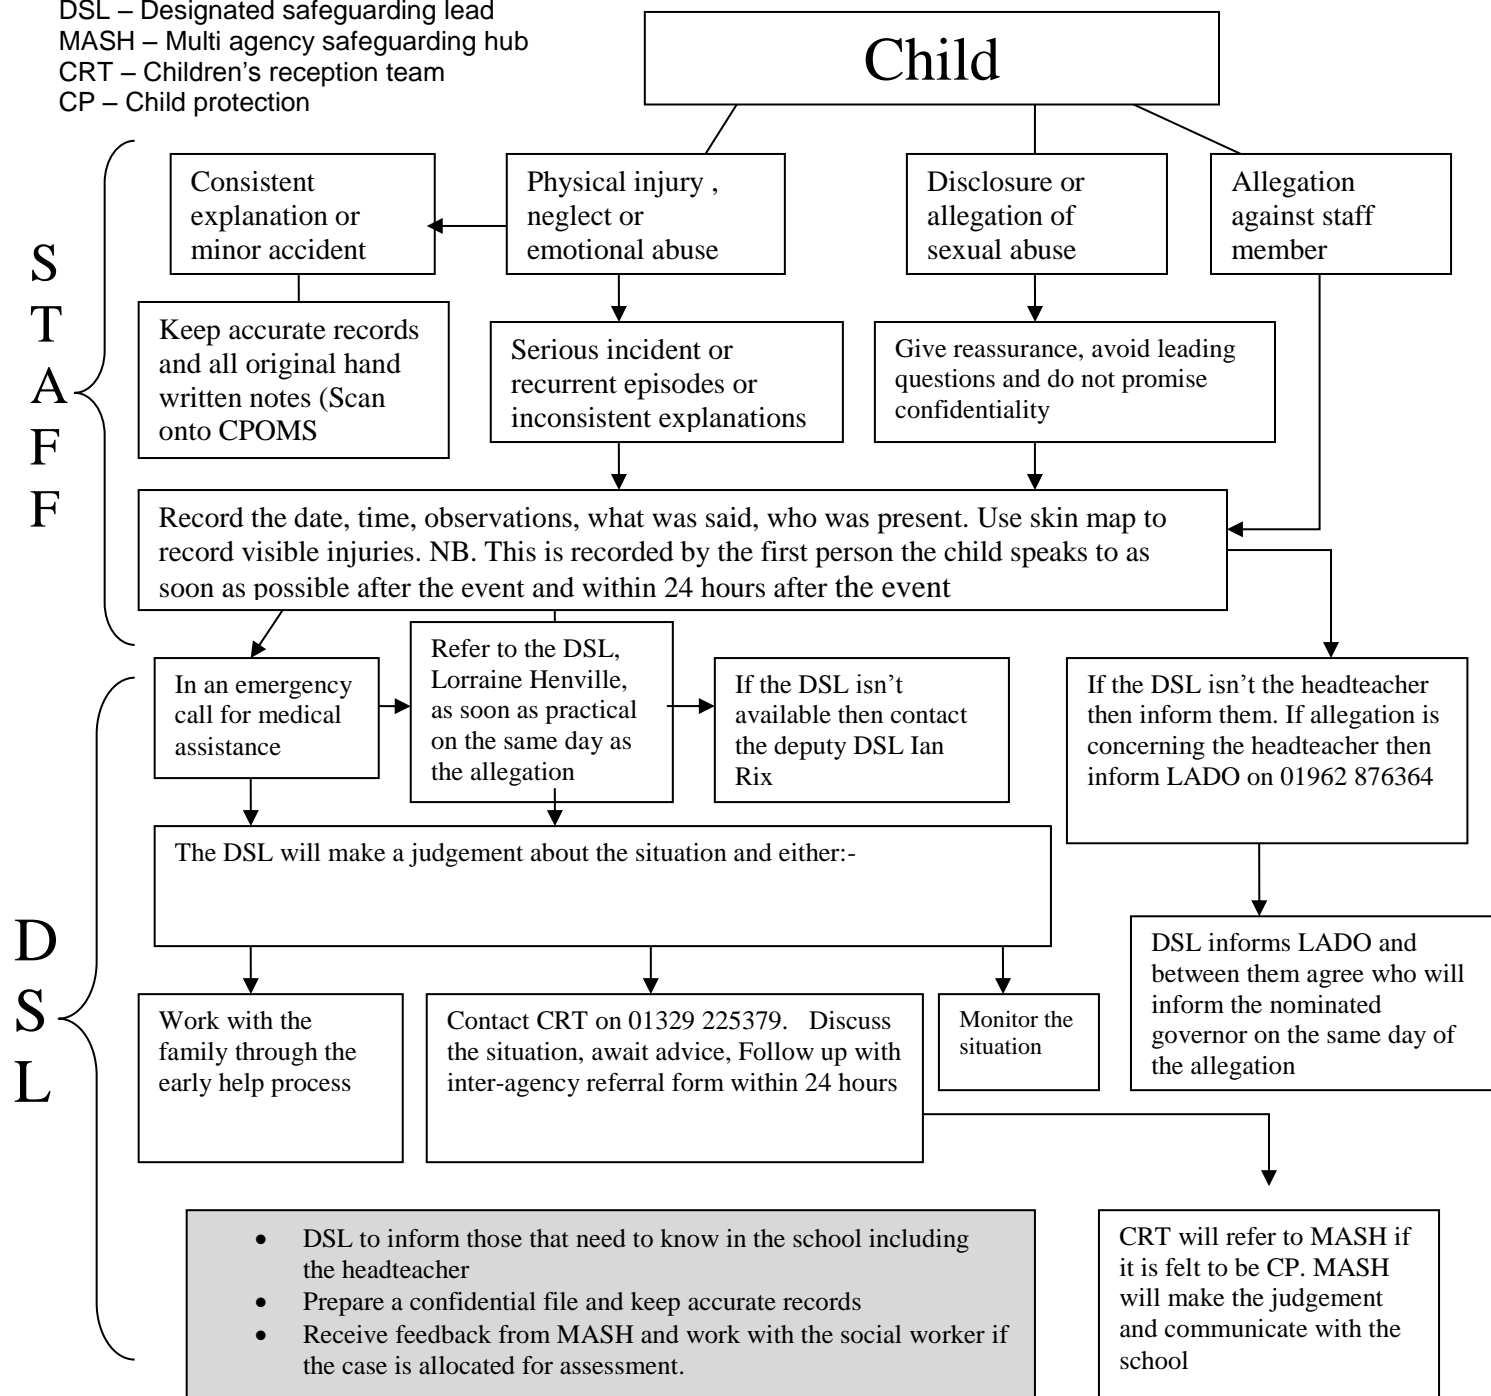 DSL – Designated safeguarding lead
MASH – Multi agency safeguarding hub
CRT – Children's reception team
CP – Child protection
Child
S
T
A
F
F
Consistent
explanation or
minor accident
Physical injury ,
neglect or
emotional abuse
Disclosure or
allegation of
sexual abuse
Allegation
against staff
member
Keep accurate records
and all original hand
written notes (Scan
onto CPOMS
Serious incident or
recurrent episodes or
inconsistent explanations
Give reassurance, avoid leading
questions and do not promise
confidentiality
Record the date, time, observations, what was said, who was present. Use skin map to
record visible injuries. NB. This is recorded by the first person the child speaks to as
soon as possible after the event and within 24 hours after the event
D
S
L
In an emergency
call for medical
assistance
Refer to the DSL,
Lorraine Henville,
as soon as practical
on the same day as
the allegation
If the DSL isn't
available then contact
the deputy DSL Ian
Rix
If the DSL isn't the headteacher
then inform them. If allegation is
concerning the headteacher then
inform LADO on 01962 876364
The DSL will make a judgement about the situation and either:-
DSL informs LADO and
between them agree who will
inform the nominated
governor on the same day of
the allegation
Work with the
family through the
early help process
Contact CRT on 01329 225379.   Discuss
the situation, await advice, Follow up with
inter-agency referral form within 24 hours
Monitor the
situation
• DSL to inform those that need to know in the school including
the headteacher
• Prepare a confidential file and keep accurate records
• Receive feedback from MASH and work with the social worker if
the case is allocated for assessment.
CRT will refer to MASH if
it is felt to be CP. MASH
will make the judgement
and communicate with the
school